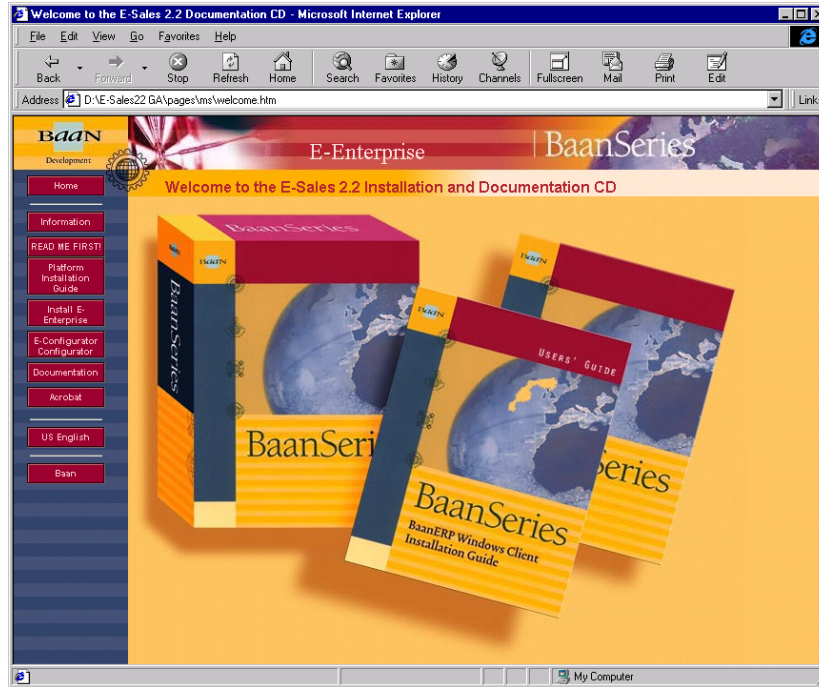 Welcome to the E-Sales 2.2 Documentation CD - Microsoft Internet Explorer
File Edit View Go Favorites Help
Back Forward Stop Refresh Home Search Favorites History Channels Fullscreen Mail Print Edit
Address D:\E-Sales22 GA\pages\ms\welcome.htm Link
Baan
Development
E-Enterprise
BaanSeries
Home
Welcome to the E-Sales 2.2 Installation and Documentation CD
Information
READ ME FIRST!
Platform
Installation
Guide
Install E-
Enterprise
E-Configurator
Configurator
Documentation
Acrobat
US English
Baan
BaanSeries
Baan
BaanSeries
BaanSeri
Baan
USERS' GUIDE
BaanSeries
BaanERP Windows Client
Installation Guide
Baan
Series
My Computer